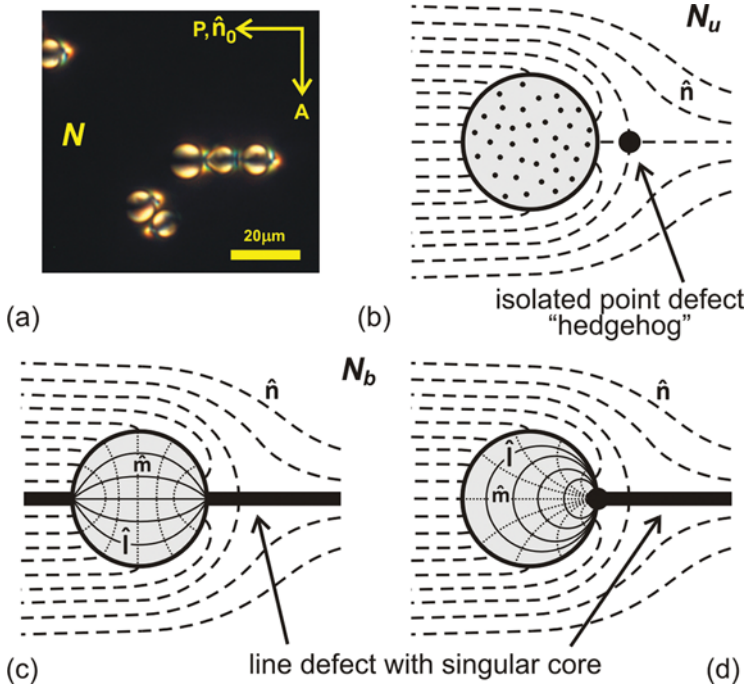 P, n̂₀
A
N
20μm
(a)
N_u
n̂
isolated point defect
"hedgehog"
(b)
N_b
n̂
m̂
l̂
(c)
n̂
l̂
m̂
line defect with singular core
(d)